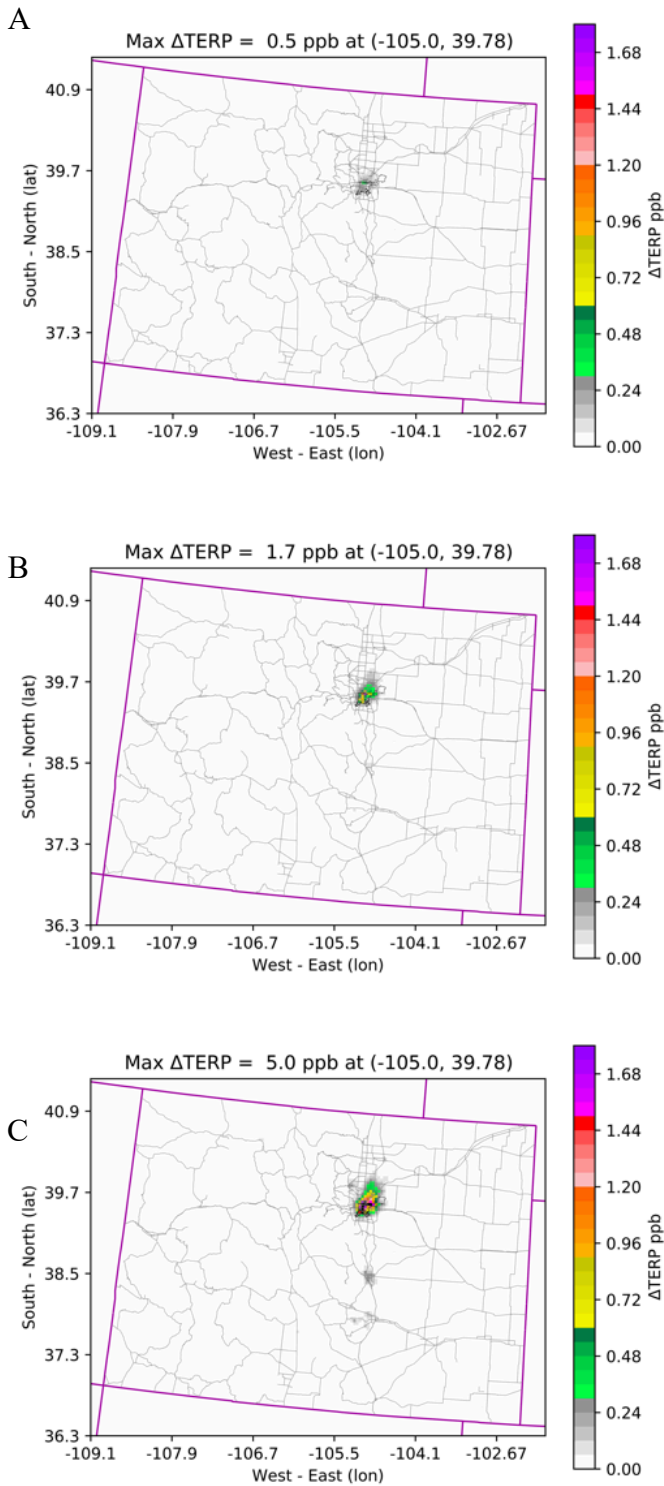 A
Max ΔTERP =  0.5 ppb at (-105.0, 39.78)
40.9
39.7
38.5
37.3
36.3
South - North (lat)
-109.1 -107.9 -106.7 -105.5 -104.1 -102.67
West - East (lon)
1.68
1.44
1.20
0.96
0.72
0.48
0.24
0.00
ΔTERP ppb
B
Max ΔTERP =  1.7 ppb at (-105.0, 39.78)
40.9
39.7
38.5
37.3
36.3
South - North (lat)
-109.1 -107.9 -106.7 -105.5 -104.1 -102.67
West - East (lon)
1.68
1.44
1.20
0.96
0.72
0.48
0.24
0.00
ΔTERP ppb
C
Max ΔTERP =  5.0 ppb at (-105.0, 39.78)
40.9
39.7
38.5
37.3
36.3
South - North (lat)
-109.1 -107.9 -106.7 -105.5 -104.1 -102.67
West - East (lon)
1.68
1.44
1.20
0.96
0.72
0.48
0.24
0.00
ΔTERP ppb